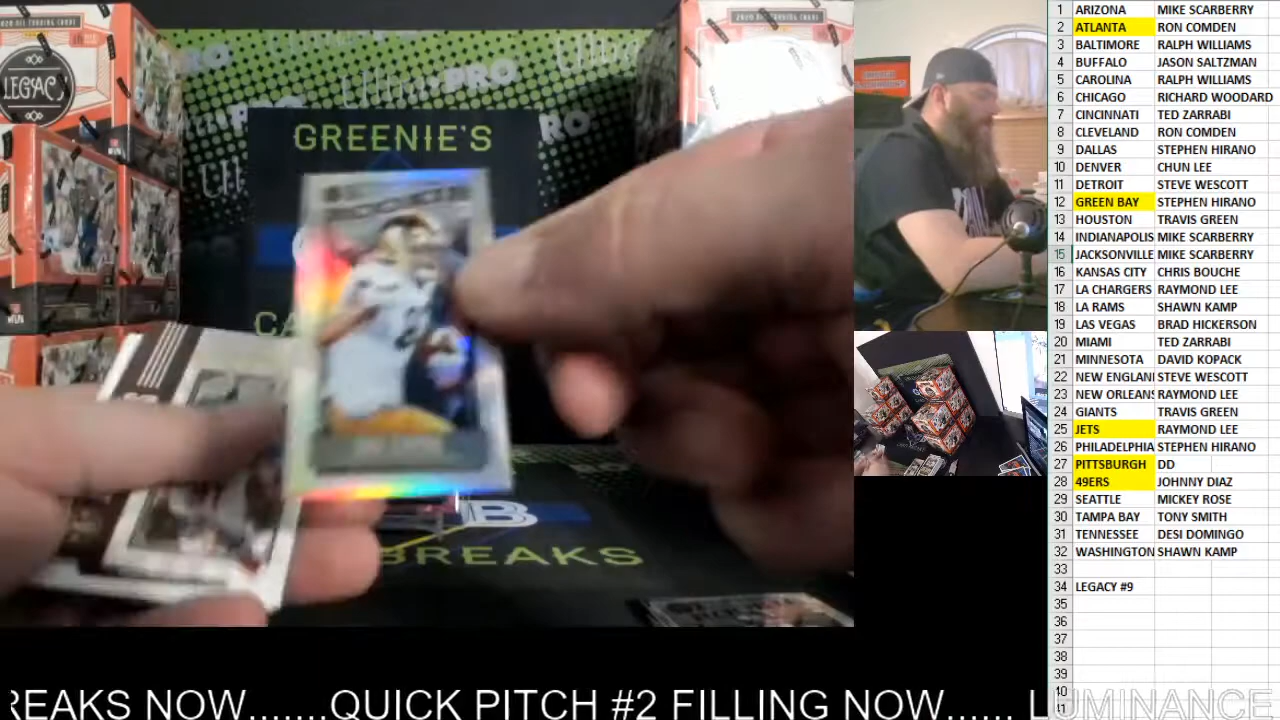 GREENIE'S
BREAKS
UltraPRO
LEGACY
1 ARIZONA MIKE SCARBERRY
2 ATLANTA RON COMDEN
3 BALTIMORE RALPH WILLIAMS
4 BUFFALO JASON SALTZMAN
5 CAROLINA RALPH WILLIAMS
6 CHICAGO RICHARD WOODARD
7 CINCINNATI TED ZARRABI
8 CLEVELAND RON COMDEN
9 DALLAS STEPHEN HIRANO
10 DENVER CHUN LEE
11 DETROIT STEVE WESCOTT
12 GREEN BAY STEPHEN HIRANO
13 HOUSTON TRAVIS GREEN
14 INDIANAPOLIS MIKE SCARBERRY
15 JACKSONVILLE MIKE SCARBERRY
16 KANSAS CITY CHRIS BOUCHE
17 LA CHARGERS RAYMOND LEE
18 LA RAMS SHAWN KAMP
19 LAS VEGAS BRAD HICKERSON
20 MIAMI TED ZARRABI
21 MINNESOTA DAVID KOPACK
22 NEW ENGLAN STEVE WESCOTT
23 NEW ORLEANS RAYMOND LEE
24 GIANTS TRAVIS GREEN
25 JETS RAYMOND LEE
26 PHILADELPHIA STEPHEN HIRANO
27 PITTSBURGH DD
28 49ERS JOHNNY DIAZ
29 SEATTLE MICKEY ROSE
30 TAMPA BAY TONY SMITH
31 TENNESSEE DESI DOMINGO
32 WASHINGTON SHAWN KAMP
33
34 LEGACY #9
35
36
37
38
39
40
41
REAKS NOW.......QUICK PITCH #2 FILLING NOW...... LUMINANCE